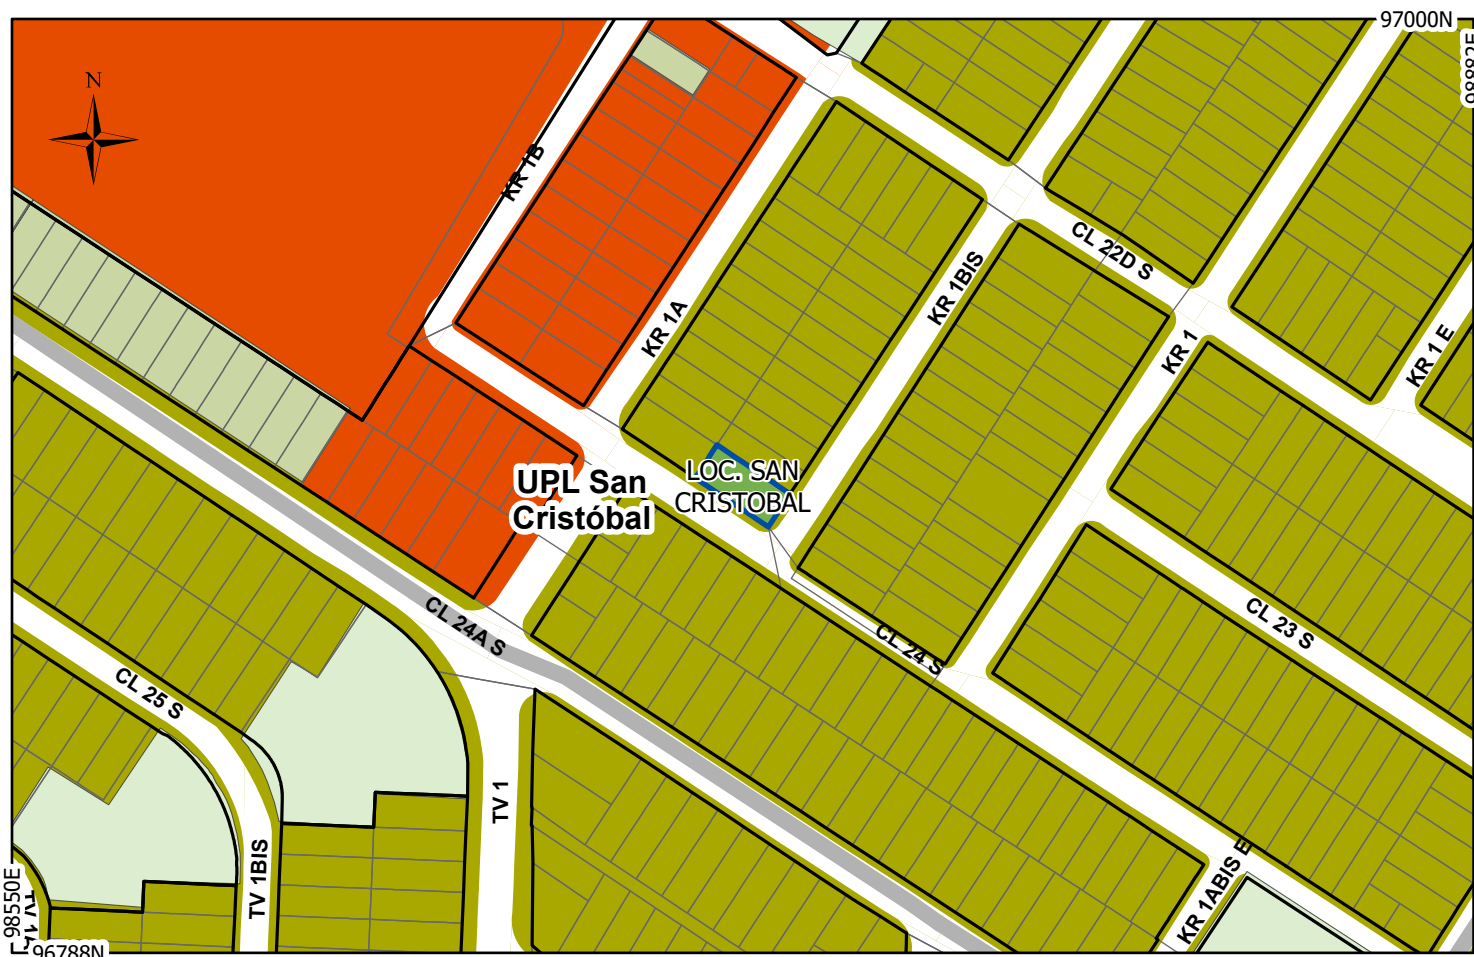 97000N
98882E
N
KR 1B
KR 1A
KR 1BIS
CL 22D S
KR 1
KR 1 E
UPL San
Cristóbal
LOC. SAN
CRISTOBAL
CL 24A S
CL 24 S
CL 23 S
CL 25 S
TV 1
TV 1BIS
KR 1ABIS E
98550E
96788N